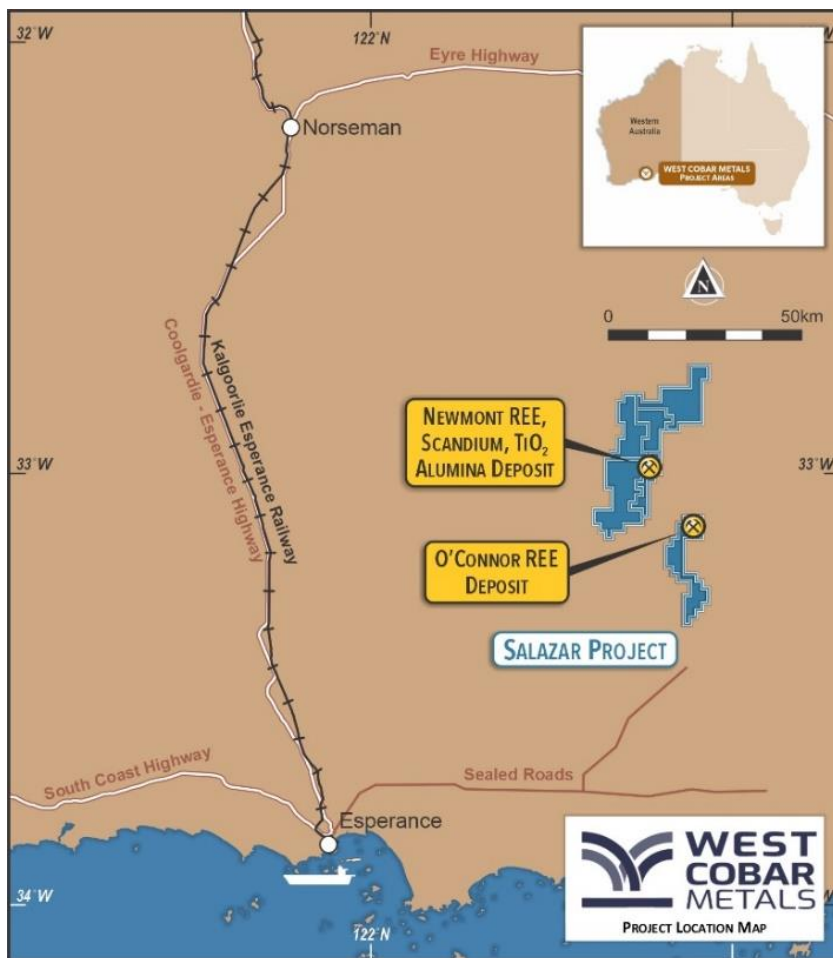 32°W
122°N
Eyre Highway
Norseman
Western
Australia
WEST COBAR METALS
PROJECT AREAS
N
0
50km
Coolgardie - Esperance Highway
Kalgoorlie Esperance Railway
NEWMONT REE,
SCANDIUM, TiO₂
ALUMINA DEPOSIT
33°W
33°W
O'CONNOR REE
DEPOSIT
SALAZAR PROJECT
South Coast Highway
Sealed Roads
Esperance
34°W
122°N
WEST
COBAR
METALS
PROJECT LOCATION MAP